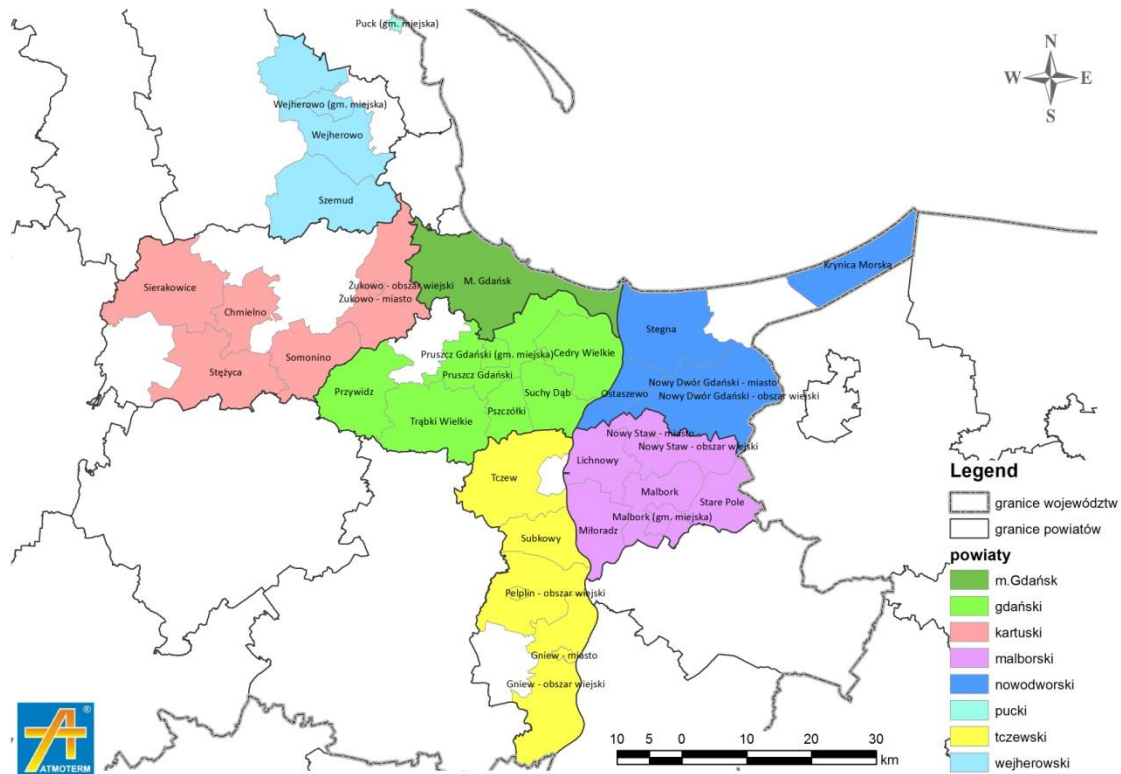 Puck (gm. miejska)
N
W E
S
Wejherowo (gm. miejska)
Wejherowo
Szemud
Krynica Morska
Sierakowice
Żukowo - obszar wiejski
M. Gdańsk
Żukowo - miasto
Chmielno
Stegna
Somonino
Pruszcz Gdański (gm. miejska)
Cedry Wielkie
Stężyca
Pruszcz Gdański
Nowy Dwór Gdański - miasto
Przywidz
Suchy Dąb
Ostaszewo
Nowy Dwór Gdański - obszar wiejski
Trąbki Wielkie
Pszczółki
Nowy Staw - miasto
Nowy Staw - obszar wiejski
Tczew
Lichnowy
Malbork
Stare Pole
Malbork (gm. miejska)
Miłoradz
Subkowy
Pelplin - obszar wiejski
Gniew - miasto
Gniew - obszar wiejski
Legend
granice województw
granice powiatów
powiaty
m.Gdańsk
gdański
kartuski
malborski
nowodworski
pucki
tczewski
wejherowski
10 5 0 10 20 30
km
®
ATMOTERM